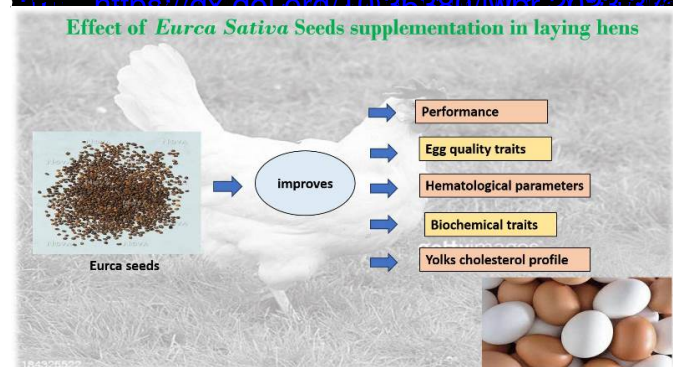 Effect of Eurca Sativa Seeds supplementation in laying hens
Performance
Egg quality traits
improves
Hematological parameters
Biochemical traits
Yolks cholesterol profile
Eurca seeds